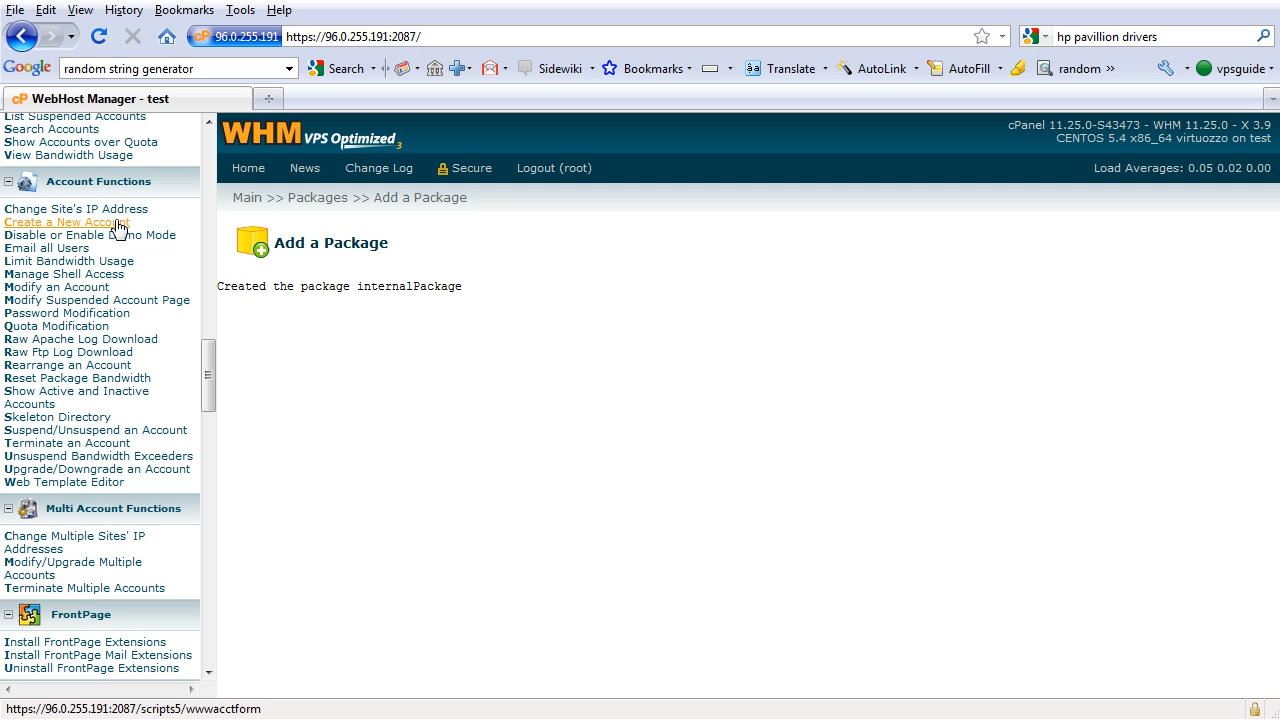 File Edit View History Bookmarks Tools Help
cP 96.0.255.191 https://96.0.255.191:2087/ hp pavillion drivers
Google random string generator Search Sidewiki Bookmarks Translate AutoLink AutoFill random » vpsguide
cP WebHost Manager - test
List Suspended Accounts
Search Accounts
Show Accounts over Quota
View Bandwidth Usage
Account Functions
Change Site's IP Address
Create a New Account
Disable or Enable Demo Mode
Email all Users
Limit Bandwidth Usage
Manage Shell Access
Modify an Account
Modify Suspended Account Page
Password Modification
Quota Modification
Raw Apache Log Download
Raw Ftp Log Download
Rearrange an Account
Reset Package Bandwidth
Show Active and Inactive
Accounts
Skeleton Directory
Suspend/Unsuspend an Account
Terminate an Account
Unsuspend Bandwidth Exceeders
Upgrade/Downgrade an Account
Web Template Editor
Multi Account Functions
Change Multiple Sites' IP
Addresses
Modify/Upgrade Multiple
Accounts
Terminate Multiple Accounts
FrontPage
Install FrontPage Extensions
Install FrontPage Mail Extensions
Uninstall FrontPage Extensions
WHM VPS Optimized 3
cPanel 11.25.0-S43473 - WHM 11.25.0 - X 3.9
CENTOS 5.4 x86_64 virtuozzo on test
Home News Change Log Secure Logout (root) Load Averages: 0.05 0.02 0.00
Main >> Packages >> Add a Package
Add a Package
Created the package internalPackage
https://96.0.255.191:2087/scripts5/wwwacctform